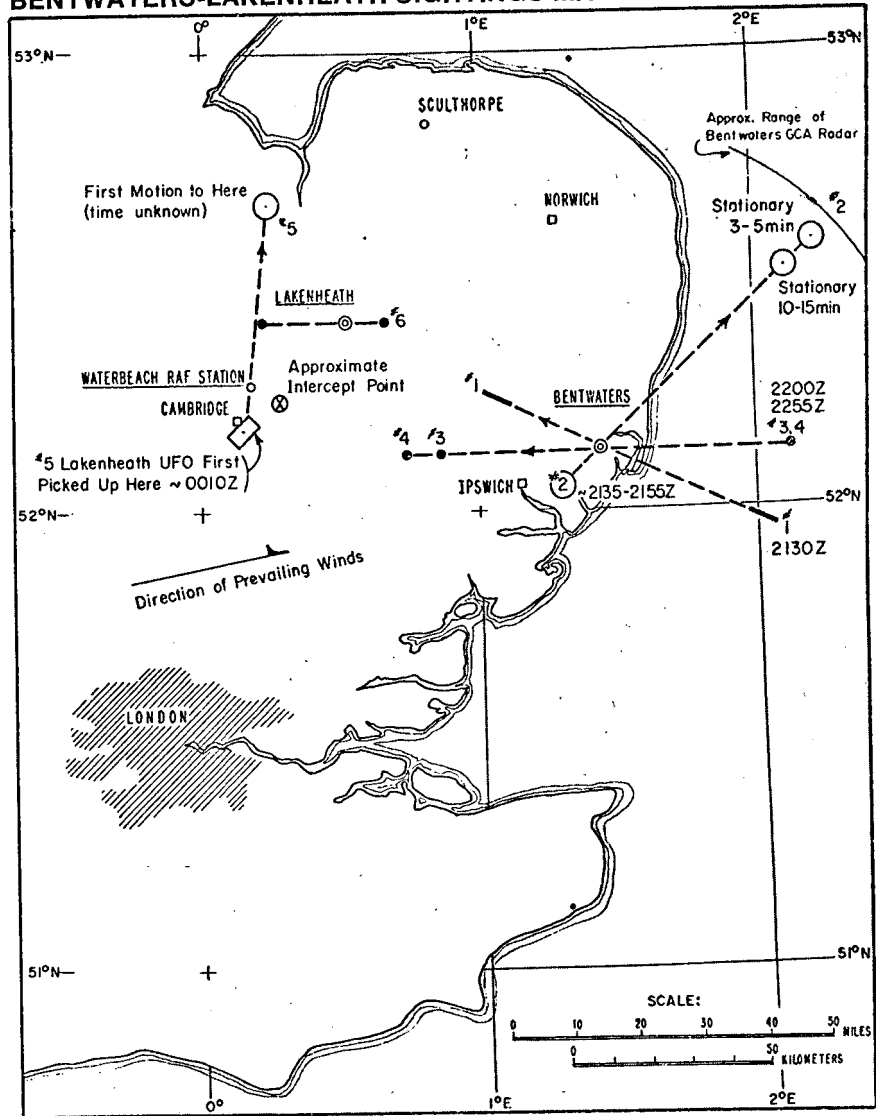 BENTWATERS-LAKENHEATH SIGHTINGS
0°
1°E
2°E
53°N
53°N
SCULTHORPE
Approx. Range of
Bentwaters GCA Radar
First Motion to Here
(time unknown)
#5
NORWICH
#2
Stationary
3-5min
Stationary
10-15min
LAKENHEATH
#6
WATERBEACH RAF STATION
Approximate
Intercept Point
CAMBRIDGE
#1
BENTWATERS
2200Z
2255Z
#3,4
#4
#3
#5 Lakenheath UFO First
Picked Up Here ~0010Z
IPSWICH
#2
~2135-2155Z
52°N
52°N
#1
2130Z
Direction of Prevailing Winds
LONDON
51°N
51°N
SCALE:
0 10 20 30 40 50 MILES
0 50 KILOMETERS
0°
1°E
2°E